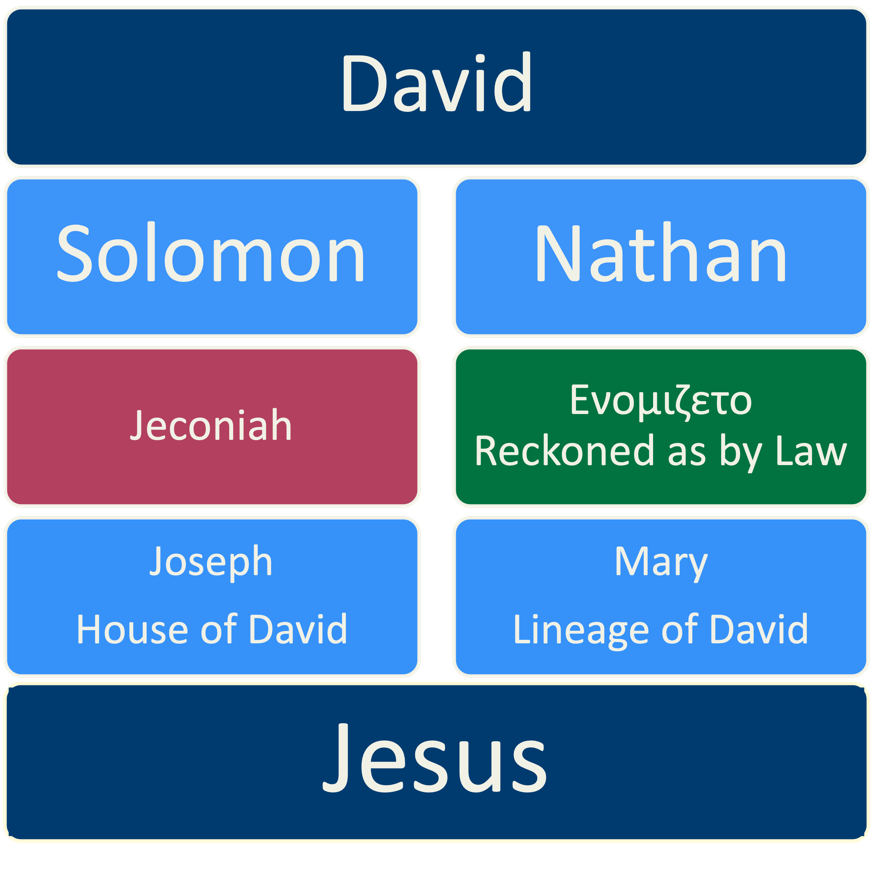 David
Solomon
Nathan
Jeconiah
Ενομιζετο
Reckoned as by Law
Joseph
House of David
Mary
Lineage of David
Jesus